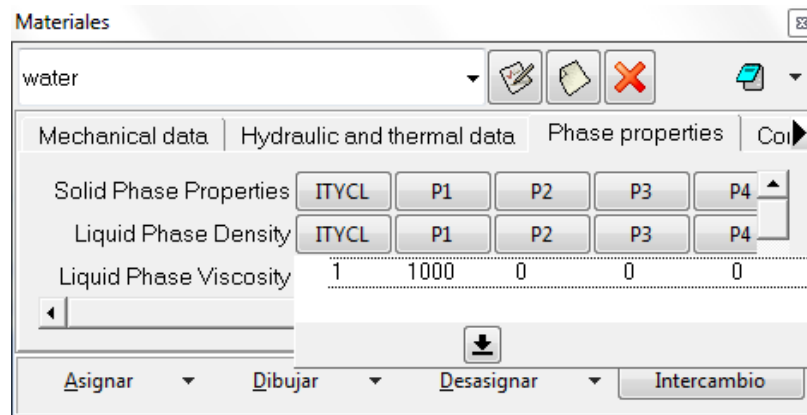 Materiales
water
Mechanical data Hydraulic and thermal data Phase properties
Solid Phase Properties ITYCL P1 P2 P3 P4
Liquid Phase Density ITYCL P1 P2 P3 P4
Liquid Phase Viscosity 1 1000 0 0 0
Asignar Dibujar Desasignar Intercambio